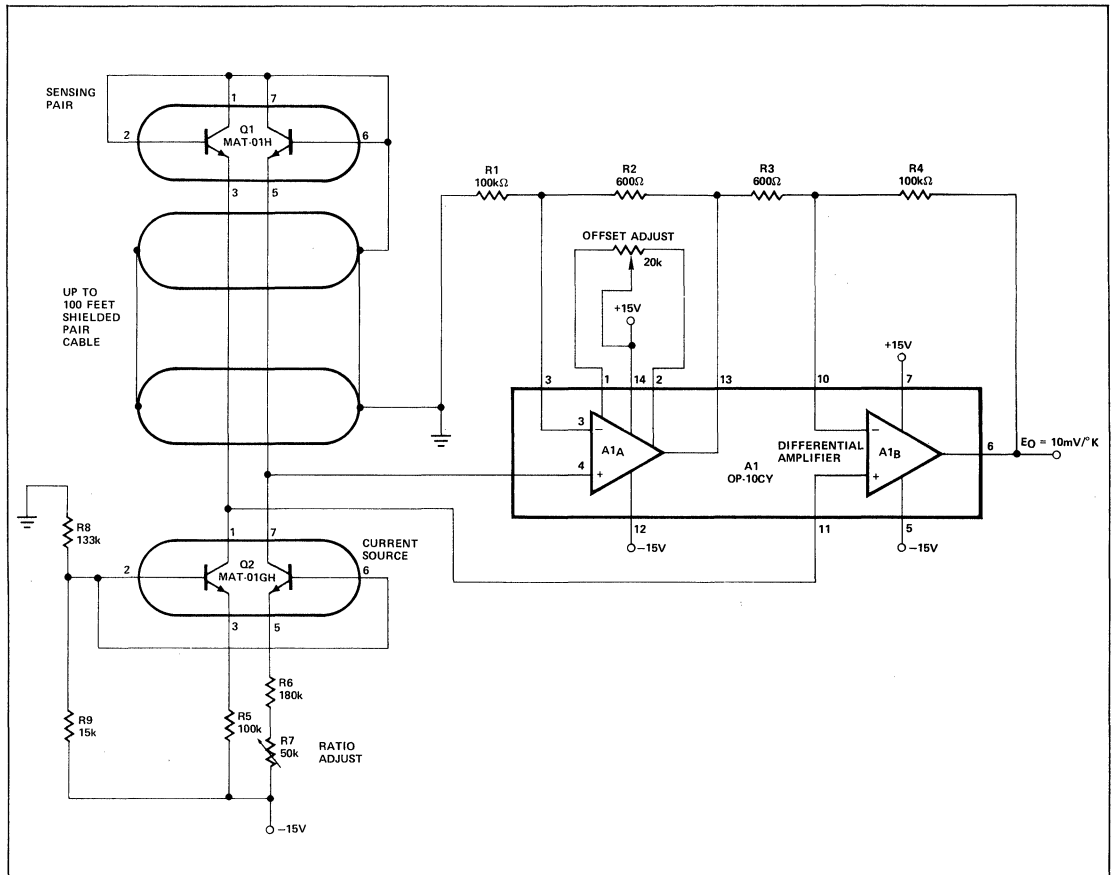 SENSING
PAIR
1
7
2
Q1
MAT-01H
6
3
5
UP TO
100 FEET
SHIELDED
PAIR
CABLE
R1
100kΩ
R2
600Ω
R3
600Ω
R4
100kΩ
OFFSET ADJUST
20k
+15V
+15V
3
1
14
2
13
10
7
3
A1A
4
+
−
DIFFERENTIAL
AMPLIFIER
A1
OP-10CY
−
A1B
+
6
EO = 10mV/°K
12
−15V
11
5
−15V
R8
133k
1
7
CURRENT
SOURCE
2
Q2
MAT-01GH
6
3
5
R6
180k
R9
15k
R5
100k
R7
50k
RATIO
ADJUST
−15V